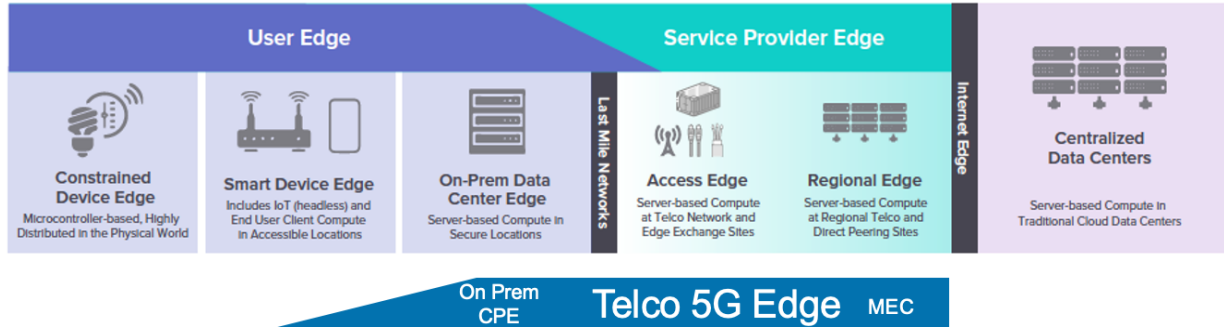 User Edge
Service Provider Edge
Constrained
Device Edge
Microcontroller-based, Highly
Distributed in the Physical World
Smart Device Edge
Includes IoT (headless) and
End User Client Compute
in Accessible Locations
On-Prem Data
Center Edge
Server-based Compute in
Secure Locations
Last Mile Networks
Access Edge
Server-based Compute
at Telco Network and
Edge Exchange Sites
Regional Edge
Server-based Compute
at Regional Telco and
Direct Peering Sites
Internet Edge
Centralized
Data Centers
Server-based Compute in
Traditional Cloud Data Centers
On Prem
CPE
Telco 5G Edge
MEC